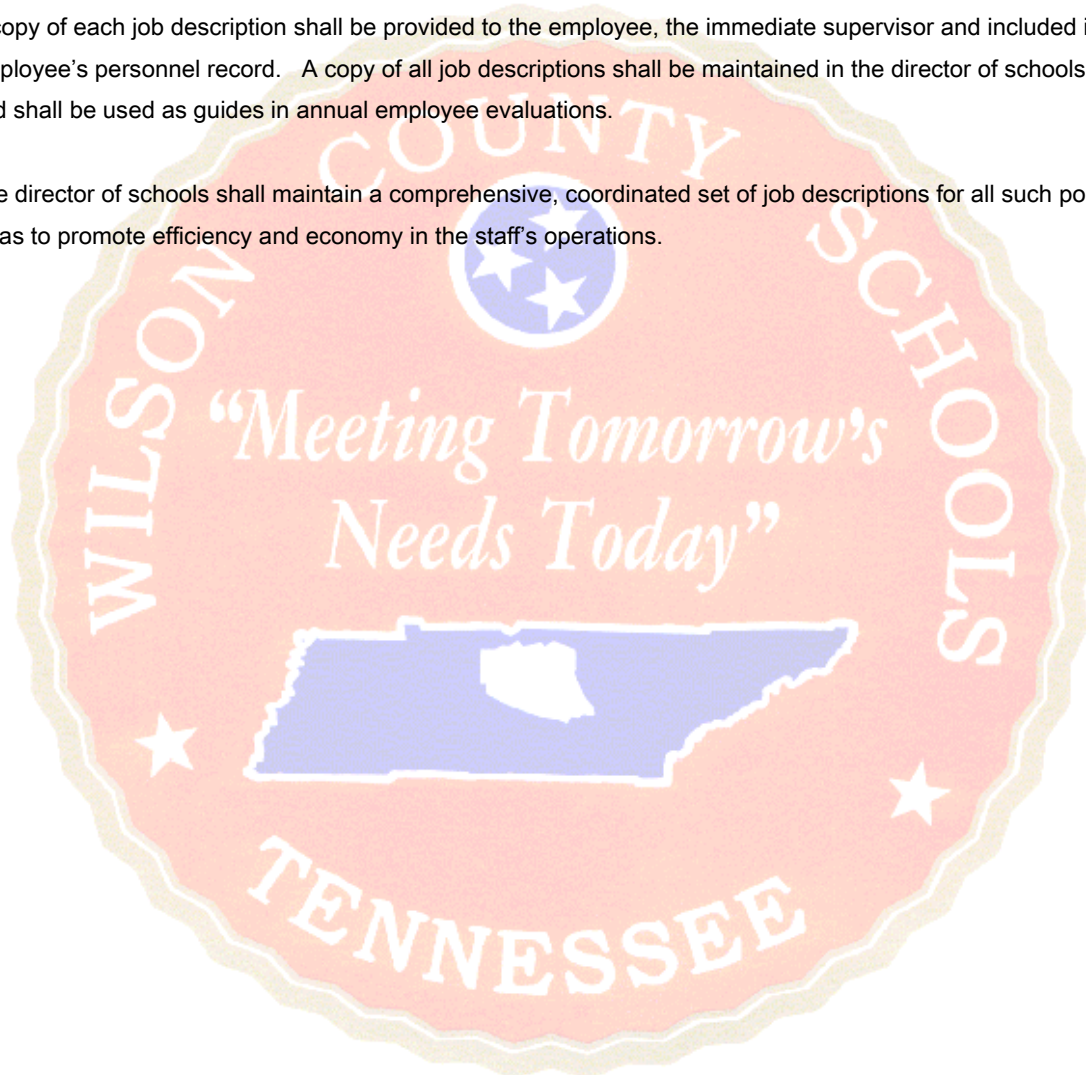 copy of each job description shall be provided to the employee, the immediate supervisor and included
ployee's personnel record. A copy of all job descriptions shall be maintained in the director of schools
shall be used as guides in annual employee evaluations.
director of schools shall maintain a comprehensive, coordinated set of job descriptions for all such
as to promote efficiency and economy in the staff's operations.
WILSON COUNTY SCHOOLS
“Meeting Tomorrow's
Needs Today”
TENNESSEE